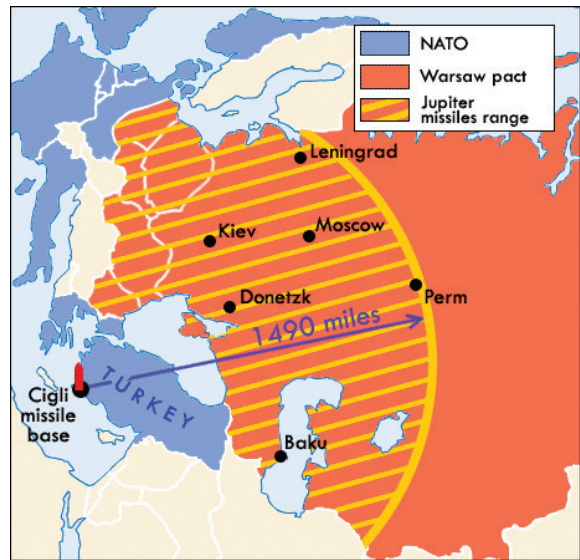 NATO
Warsaw pact
Jupiter
missiles range
Leningrad
Kiev
Moscow
Donetzk
Perm
1490 miles
Cigli
missile
base
TURKEY
Baku